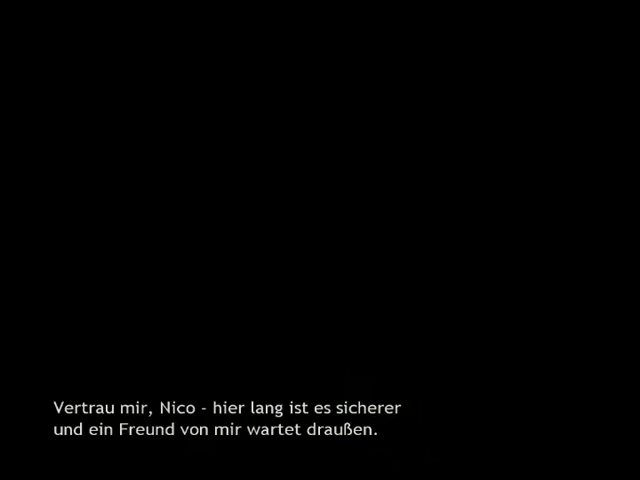 Vertrau mir, Nico - hier lang ist es sicherer
und ein Freund von mir wartet draußen.